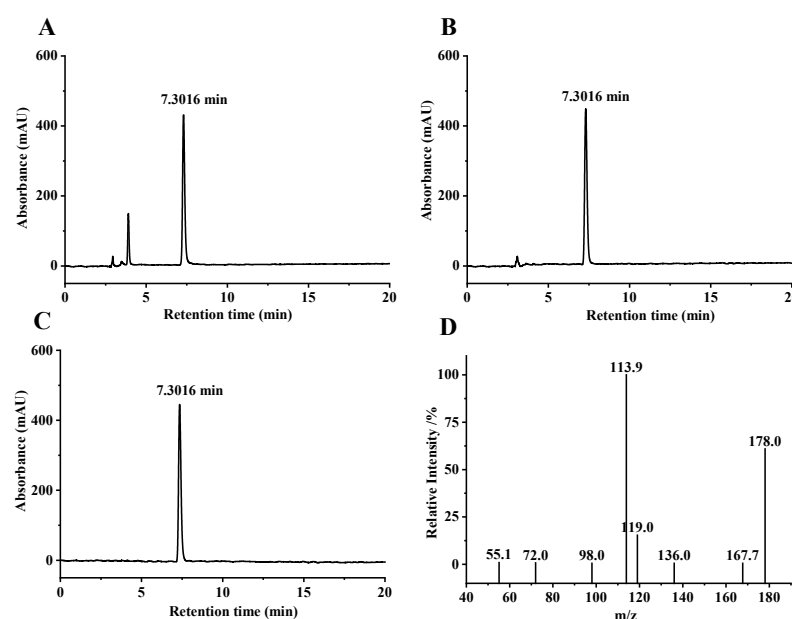 A
600
400
200
0
7.3016 min
Absorbance (mAU)
0 5 10 15 20
Retention time (min)
B
600
400
200
0
7.3016 min
Absorbance (mAU)
0 5 10 15 20
Retention time (min)
C
600
400
200
0
7.3016 min
Absorbance (mAU)
0 5 10 15 20
Retention time (min)
D
100
75
50
25
0
Relative Intensity /%
113.9
178.0
119.0
55.1 72.0 98.0 136.0 167.7
40 60 80 100 120 140 160 180
m/z